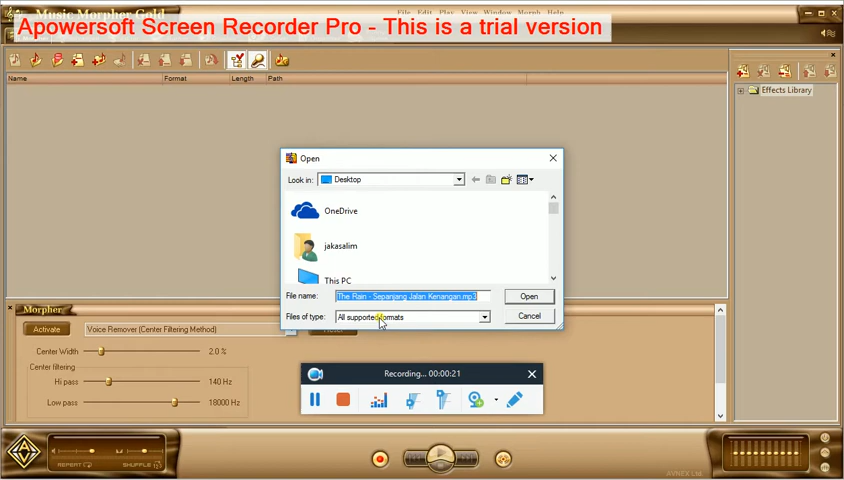 Music Morpher Gold
File Edit Play View Window Morph Help
Apowersoft Screen Recorder Pro - This is a trial version
Name Format Length Path
Effects Library
Open
Look in: Desktop
OneDrive
jakasalim
This PC
File name: The Rain - Sepanjang Jalan Kenangan.mp3 Open
Files of type: All supported formats Cancel
Morpher
Activate Voice Remover (Center Filtering Method)
Center Width 2.0 %
Center filtering
Hi pass 140 Hz
Low pass 18000 Hz
Recording... 00:00:21
REPEAT SHUFFLE
AVNEX Ltd.